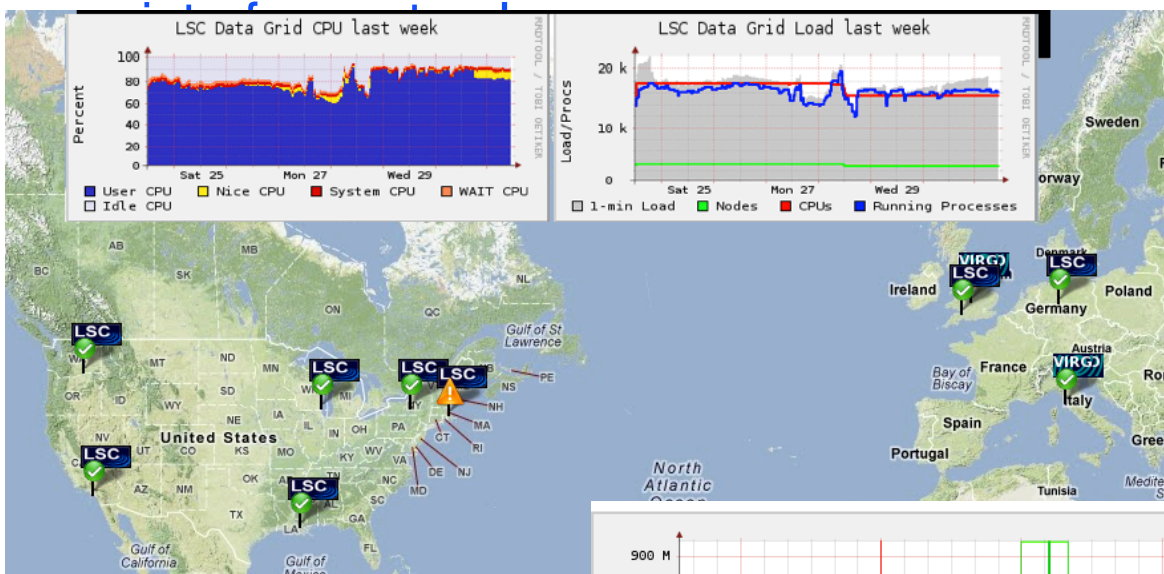 LSC Data Grid CPU last week
100
80
60
40
20
0
Percent
Sat 25 Mon 27 Wed 29
User CPU Nice CPU System CPU WAIT CPU
Idle CPU
RRDTOOL / TOBI OETIKER
LSC Data Grid Load last week
20 k
10 k
0
Load/Procs
Sat 25 Mon 27 Wed 29
1-min Load Nodes CPUs Running Processes
RRDTOOL / TOBI OETIKER
Sweden
orway
AB
MB
BC
SK
NL
ON
QC
Gulf of St
Lawrence
PE
NS
NH
MA
RI
CT
NJ
DE
MD
LSC
LSC
LSC
LSC
LSC
LSC
MT
ND
OR
ID
WY
SD
MI
NE
IA
PA
NV
UT
United States
CO
KS
MO
IL
IN
OH
KY
WV
VA
AZ
NM
OK
TN
NC
SC
TX
LA
AL
GA
FL
Gulf of
California
Gulf of
VIRGO
LSC
Denmark
LSC
Ireland
Poland
Germany
Austria
VIRGO
France
Bay of
Biscay
Italy
Spain
Portugal
Gree
North
Atlantic
Tunisia
900 M